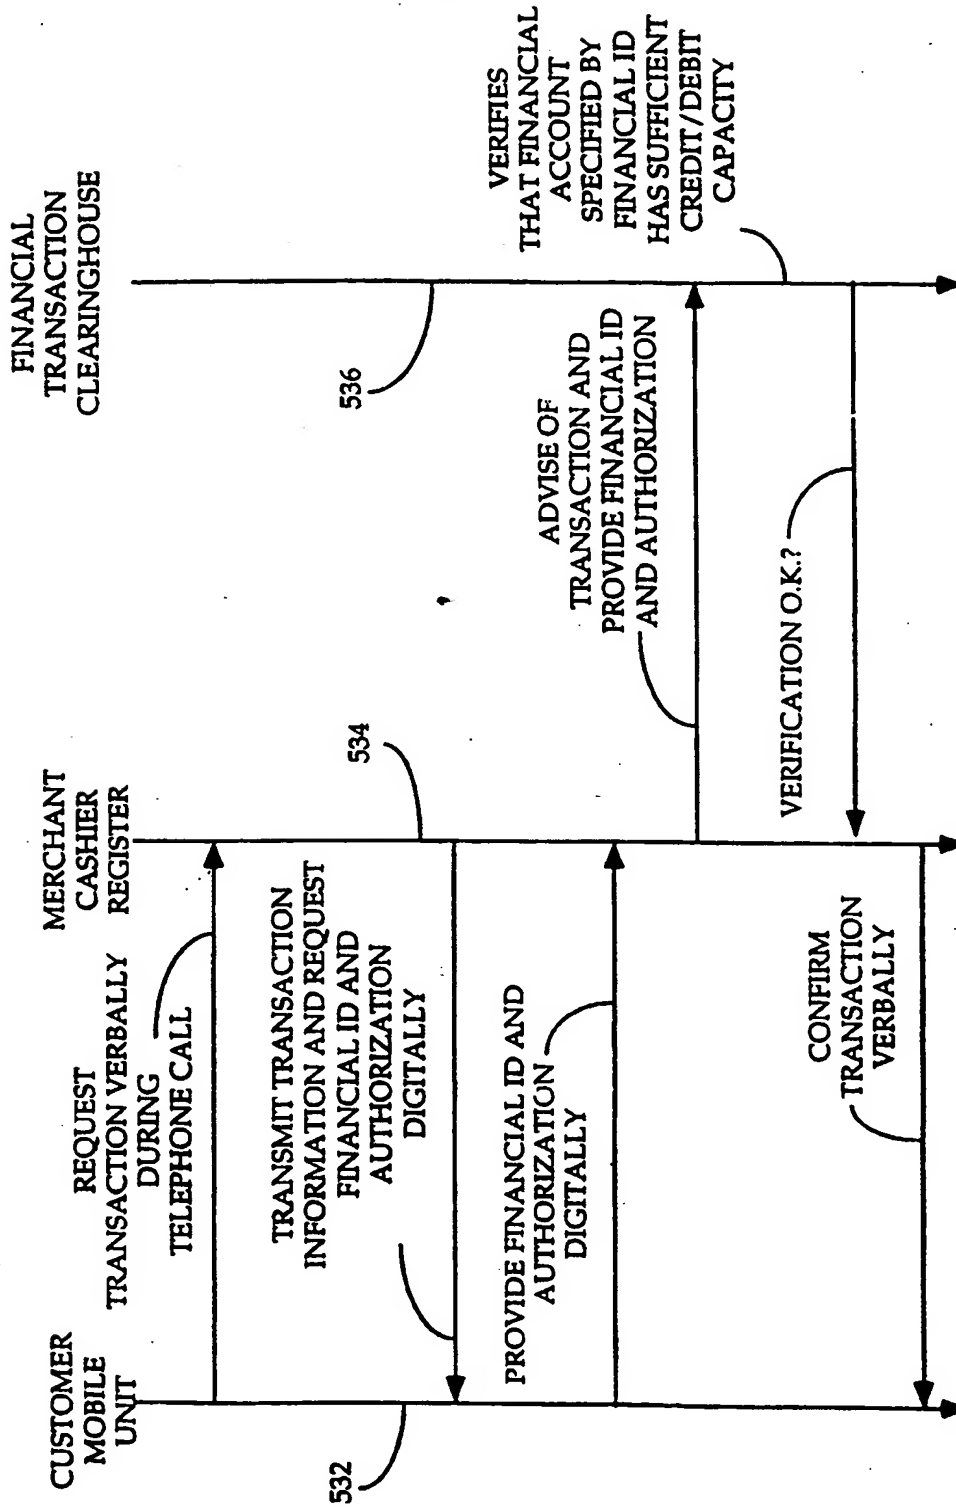 CUSTOMER
MOBILE
UNIT
MERCHANT
CASHIER
REGISTER
FINANCIAL
TRANSACTION
CLEARINGHOUSE
REQUEST
TRANSACTION VERBALLY
DURING
TELEPHONE CALL
532
534
536
TRANSMIT TRANSACTION
INFORMATION AND REQUEST
FINANCIAL ID AND
AUTHORIZATION
DIGITALLY
PROVIDE FINANCIAL ID AND
AUTHORIZATION
DIGITALLY
ADVISE OF
TRANSACTION AND
PROVIDE FINANCIAL ID
AND AUTHORIZATION
VERIFIES
THAT FINANCIAL
ACCOUNT
SPECIFIED BY
FINANCIAL ID
HAS SUFFICIENT
CREDIT/DEBIT
CAPACITY
VERIFICATION O.K.?
CONFIRM
TRANSACTION
VERBALLY